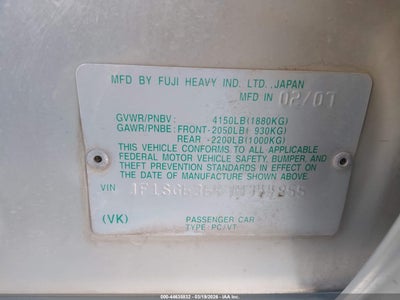 MFD BY FUJI HEAVY IND. LTD.,JAPAN
MFD IN 02/07
GVWR/PNBV: 4150LB(1880KG)
GAWR/PNBE: FRONT-2050LB( 930KG)
-REAR -2200LB(1000KG)
THIS VEHICLE CONFORMS TO ALL APPLICABLE
FEDERAL MOTOR VEHICLE SAFETY, BUMPER, AND
THEFT PREVENTION STANDARDS IN EFFECT ON THE
DATE OF MANUFACTURE SHOWN ABOVE.
VIN
(VK)
PASSENGER CAR
TYPE:PC/VT
000-44638832 - 03/19/2026 - IAA Inc.